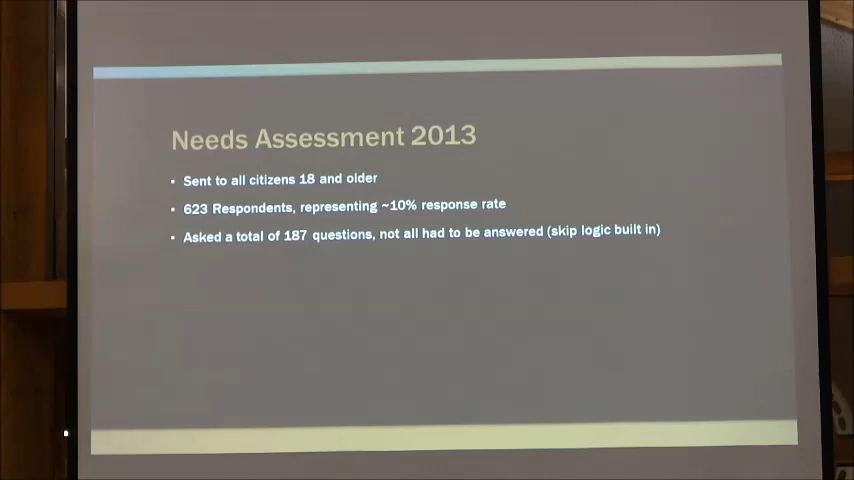 Needs Assessment 2013
▪ Sent to all citizens 18 and older
▪ 623 Respondents, representing ~10% response rate
▪ Asked a total of 187 questions, not all had to be answered (skip logic built in)